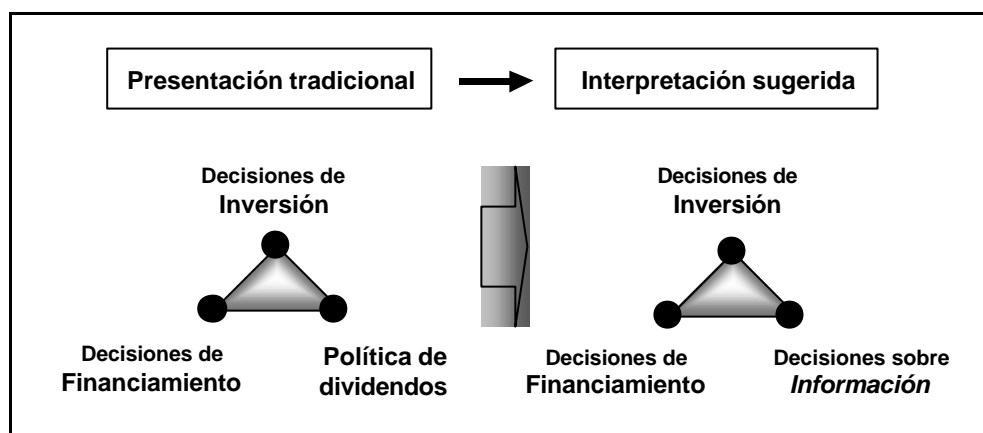 Presentación tradicional
Interpretación sugerida
Decisiones de
Inversión
Decisiones de
Financiamiento
Política de
dividendos
Decisiones de
Inversión
Decisiones de
Financiamiento
Decisiones sobre
Información